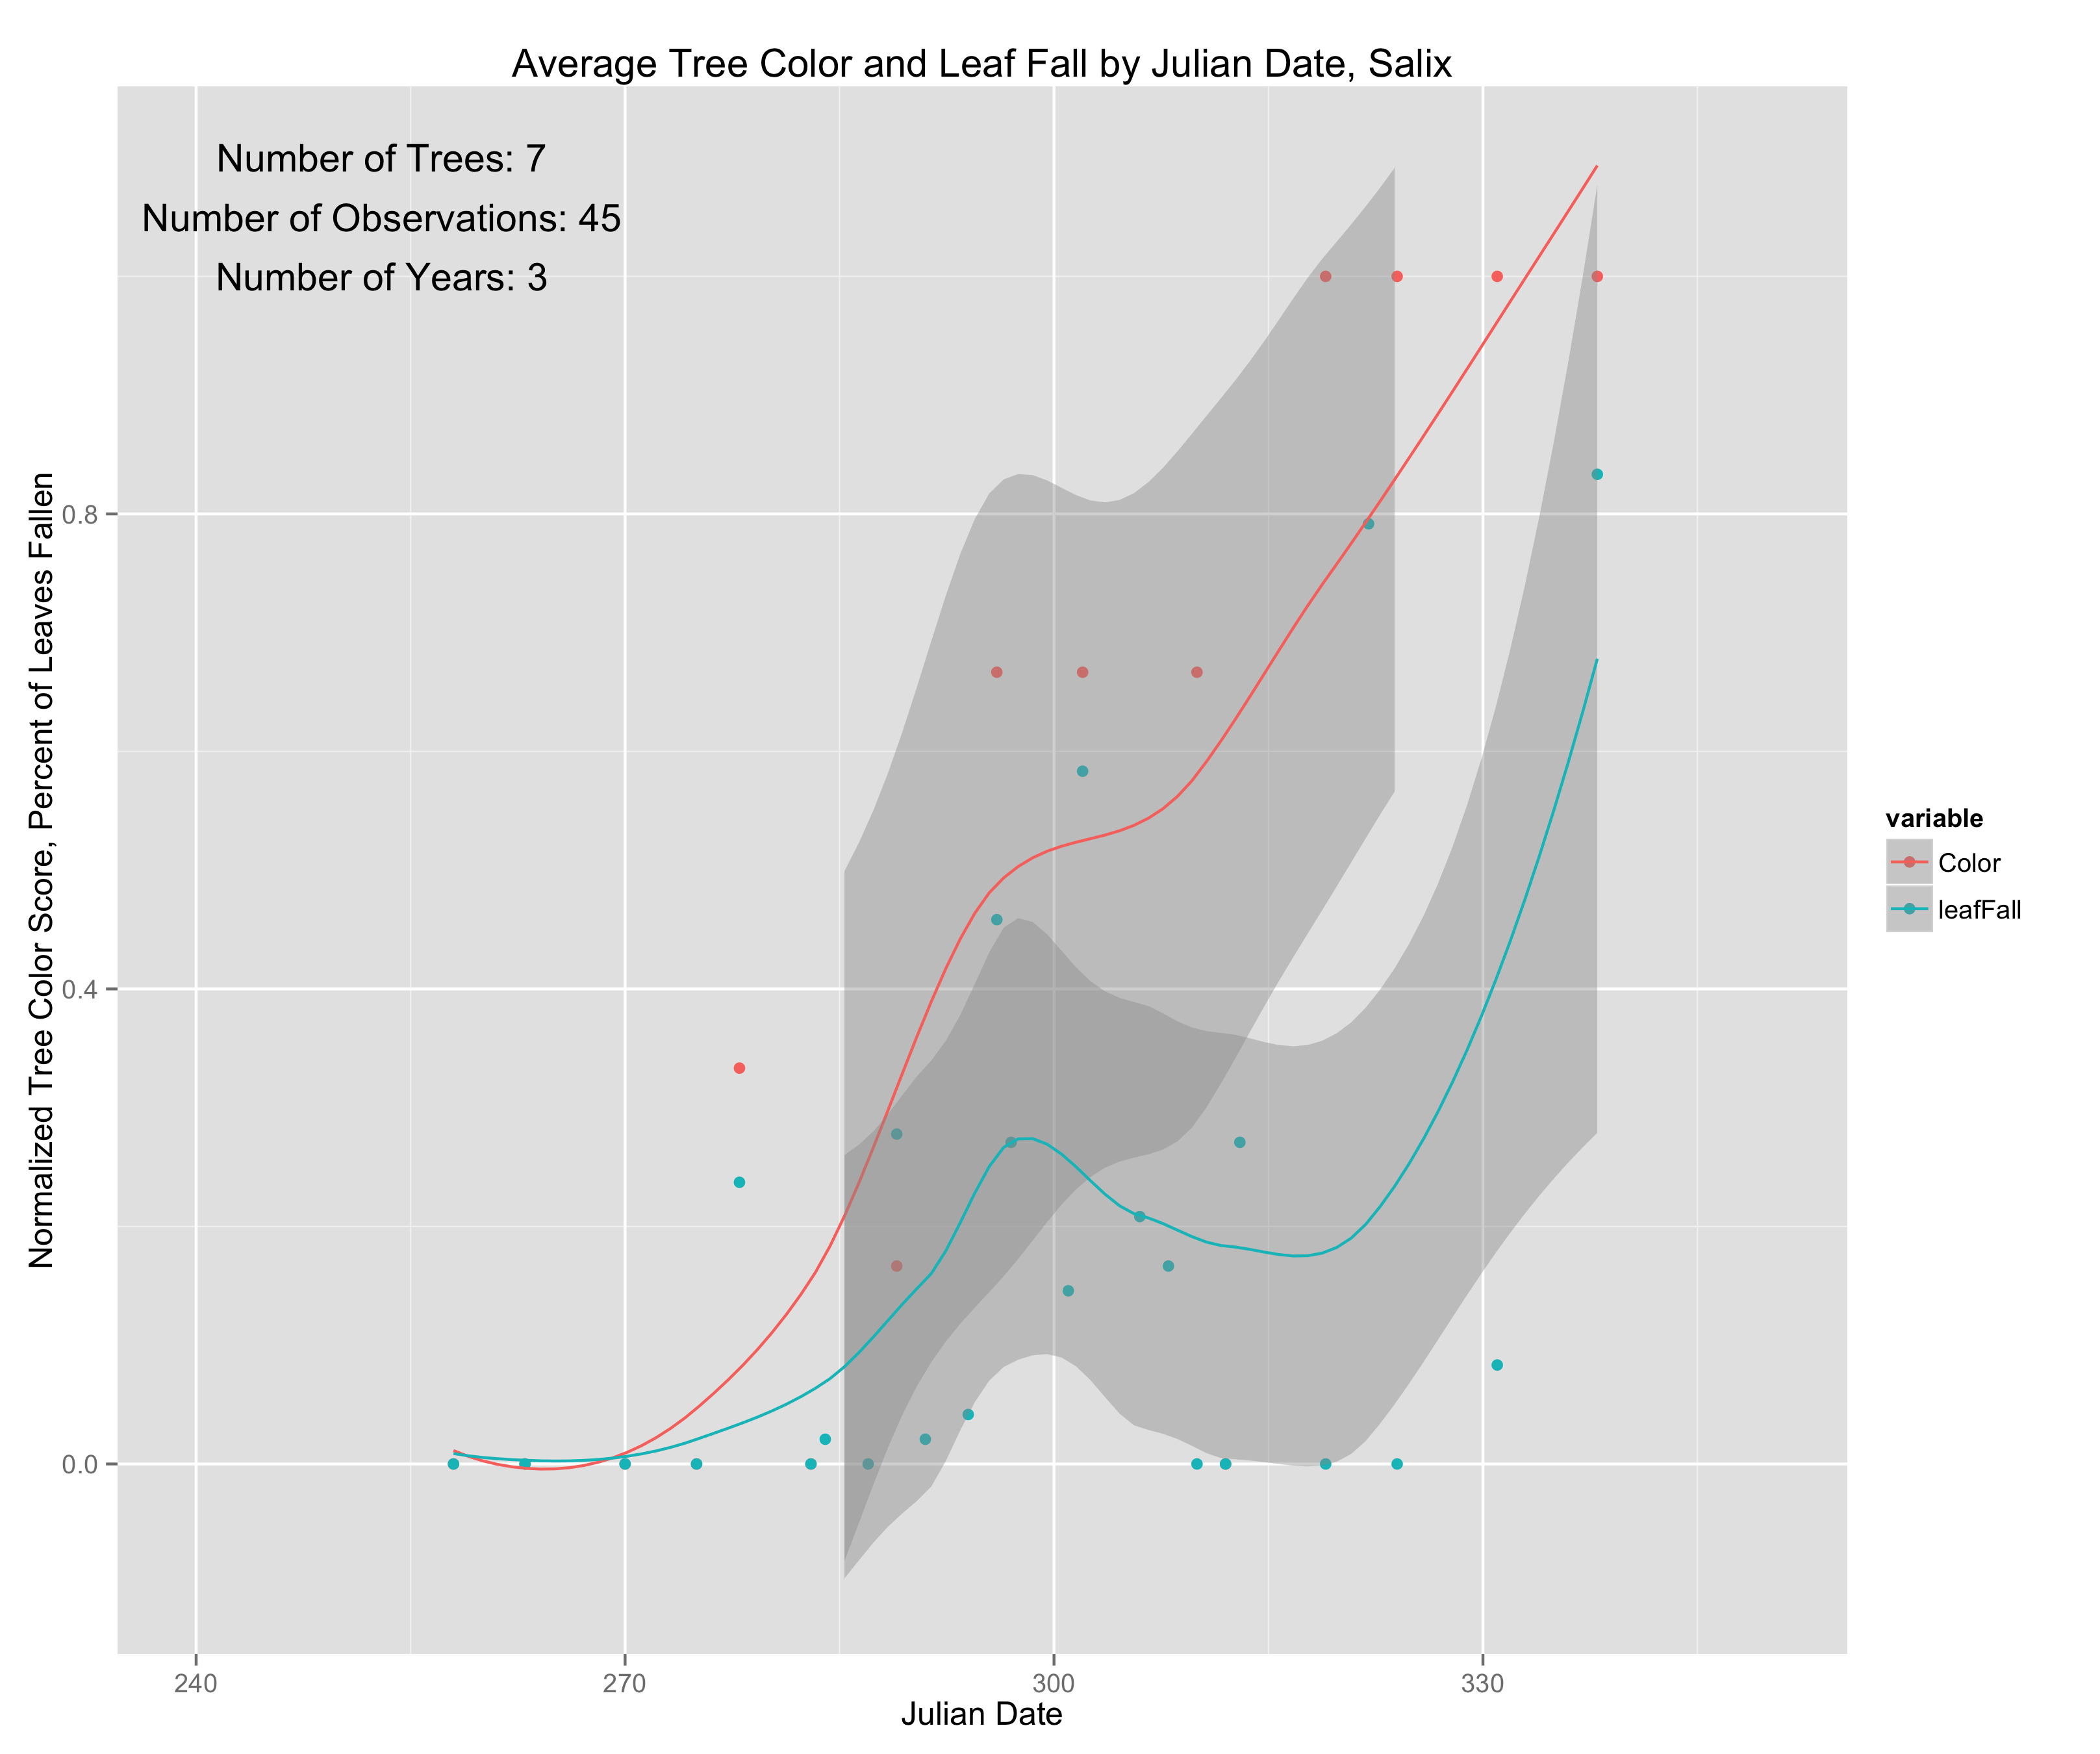 Average Tree Color and Leaf Fall by Julian Date, Salix
Number of Trees: 7
Number of Observations: 45
Number of Years: 3
Normalized Tree Color Score, Percent of Leaves Fallen
0.8
0.4
0.0
240
270
300
330
Julian Date
variable
Color
leafFall